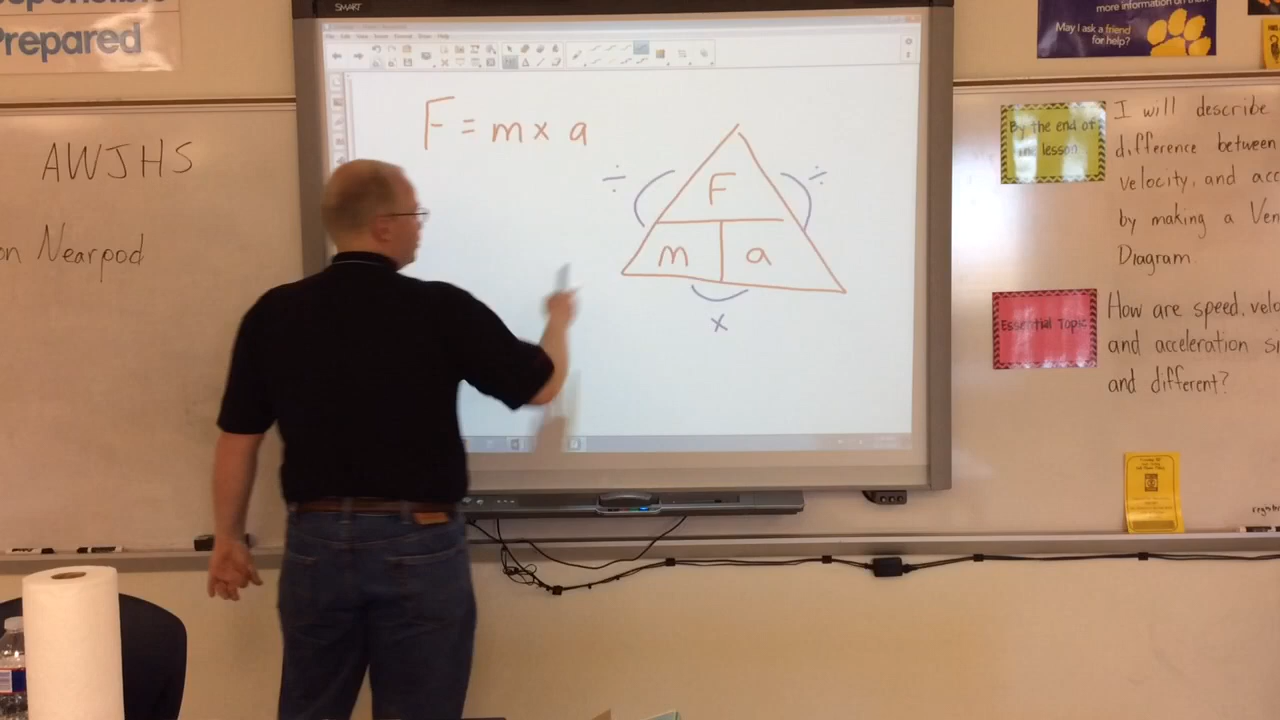 Responsible
Prepared
SMART
more information on that
May I ask a friend
for help?
AWJHS
on Nearpod
F = m x a
÷
÷
F
m
a
x
By the end of
the lesson
I will describe
difference between
velocity, and acc
by making a Ven
Diagram
Essential Topic
How are speed, velo
and acceleration si
and different?